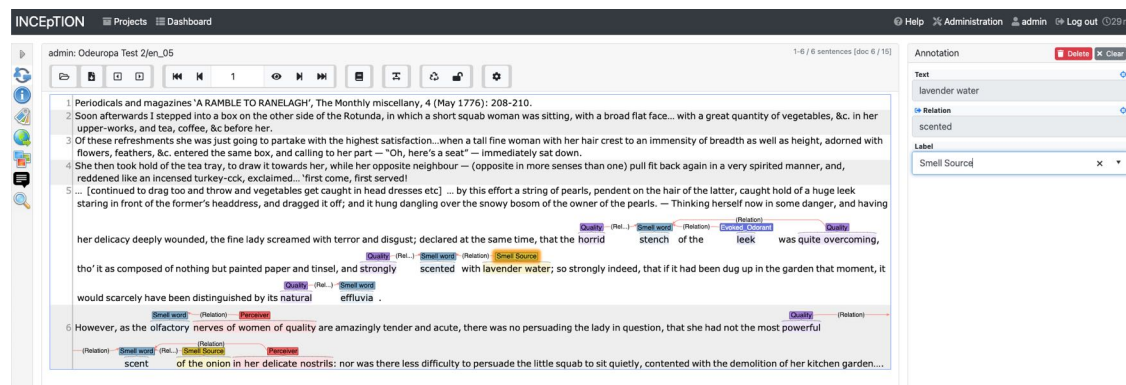 INCEpTION Projects Dashboard Help Administration admin Log out
admin: Odeuropa Test 2/en_05 1-6 / 6 sentences [doc 6 / 15]
1
Annotation Delete Clear
Text
lavender water
Relation
scented
Label
Smell Source
1 Periodicals and magazines ‘A RAMBLE TO RANELAGH’, The Monthly miscellany, 4 (May 1776): 208-210.
2 Soon afterwards I stepped into a box on the other side of the Rotunda, in which a short squab woman was sitting, with a broad flat face... with a great quantity of vegetables, &c. in her
upper-works, and tea, coffee, &c before her.
3 Of these refreshments she was just going to partake with the highest satisfaction...when a tall fine woman with her hair crest to an immensity of breadth as well as height, adorned with
flowers, feathers, &c. entered the same box, and calling to her part — “Oh, here’s a seat” — immediately sat down.
4 She then took hold of the tea tray, to draw it towards her, while her opposite neighbour — (opposite in more senses than one) pull fit back again in a very spirited manner, and,
reddened like an incensed turkey-cck, exclaimed... ‘first come, first served!
5 ... [continued to drag too and throw and vegetables get caught in head dresses etc] ... by this effort a string of pearls, pendent on the hair of the latter, caught hold of a huge leek
staring in front of the former’s headdress, and dragged it off; and it hung dangling over the snowy bosom of the owner of the pearls. — Thinking herself now in some danger, and having
(Relation)
Quality (Rel...) Smell word (Relation) Evoked_Odorant Quality
her delicacy deeply wounded, the fine lady screamed with terror and disgust; declared at the same time, that the horrid stench of the leek was quite overcoming,
Quality (Rel...) Smell word (Relation) Smell Source
tho’ it as composed of nothing but painted paper and tinsel, and strongly scented with lavender water; so strongly indeed, that if it had been dug up in the garden that moment, it
Quality (Rel...) Smell word
would scarcely have been distinguished by its natural effluvia .
Smell word (Relation) Perceiver Quality (Relation)
6 However, as the olfactory nerves of women of quality are amazingly tender and acute, there was no persuading the lady in question, that she had not the most powerful
(Relation)
(Relation) Smell word (Rel...) Smell Source Perceiver
scent of the onion in her delicate nostrils: nor was there less difficulty to persuade the little squab to sit quietly, contented with the demolition of her kitchen garden....